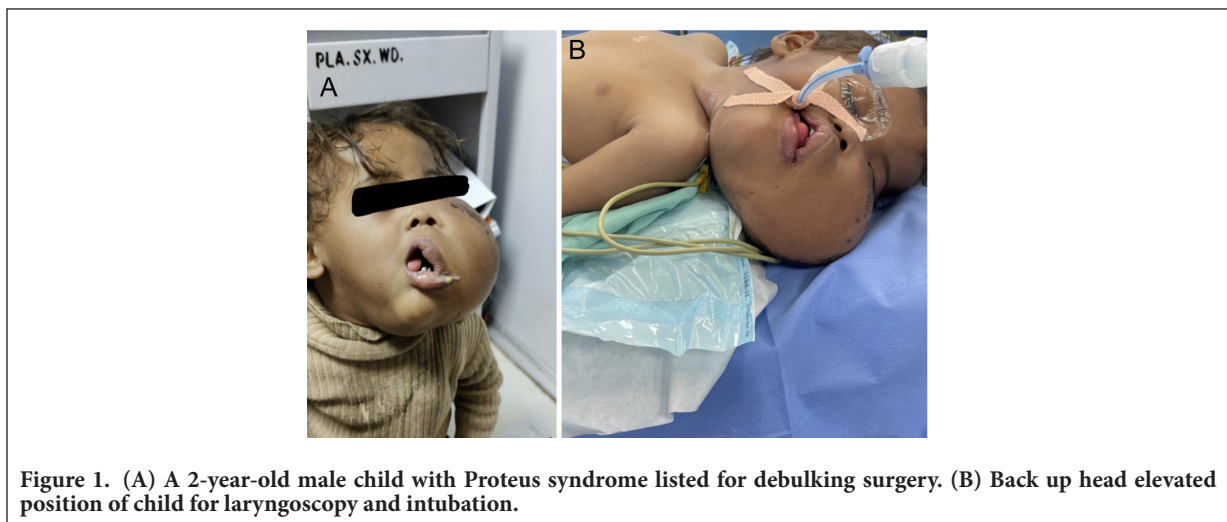 PLA.SX.WD.
A
B
Figure 1. (A) A 2-year-old male child with Proteus syndrome listed for debulking surgery. (B) Back up head elevated
position of child for laryngoscopy and intubation.